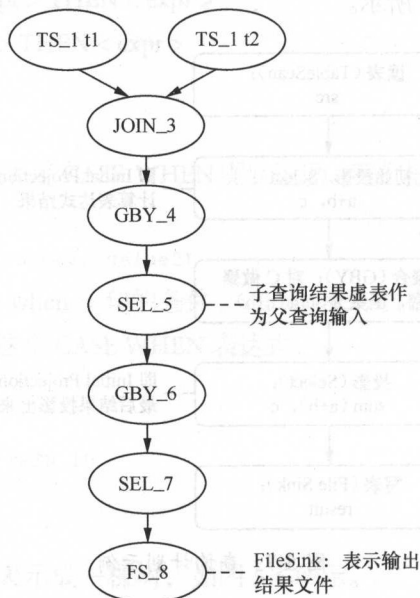 TS_1 t1
TS_1 t2
JOIN_3
GBY_4
SEL_5
子查询结果虚表作
为父查询输入
GBY_6
SEL_7
FS_8
FileSink 表示输出
结果文件